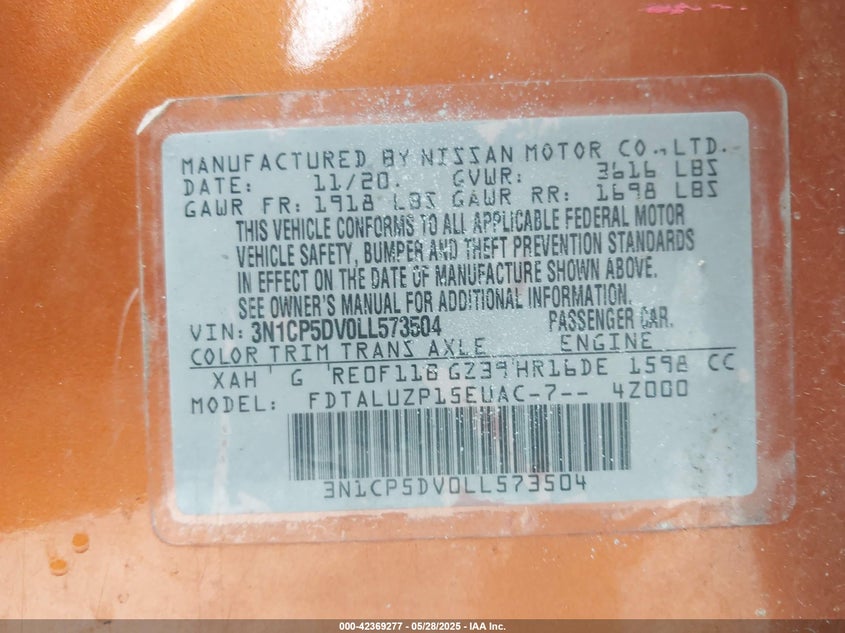 MANUFACTURED BY NISSAN MOTOR CO., LTD.
DATE: 11/20. GVWR: 3616 LBS
GAWR FR: 1918 LBS GAWR RR: 1698 LBS
THIS VEHICLE CONFORMS TO ALL APPLICABLE FEDERAL MOTOR
VEHICLE SAFETY, BUMPER AND THEFT PREVENTION STANDARDS
IN EFFECT ON THE DATE OF MANUFACTURE SHOWN ABOVE.
SEE OWNER'S MANUAL FOR ADDITIONAL INFORMATION.
VIN: 3N1CP5DV0LL573504 PASSENGER CAR.
COLOR TRIM TRANS AXLE ENGINE
XAH G RE0F11B GZ39 HR16DE 1598 CC
MODEL: FDTALUZP15EUAC-7-- 4Z000
3N1CP5DV0LL573504
000-42369277 - 05/28/2025 - IAA Inc.